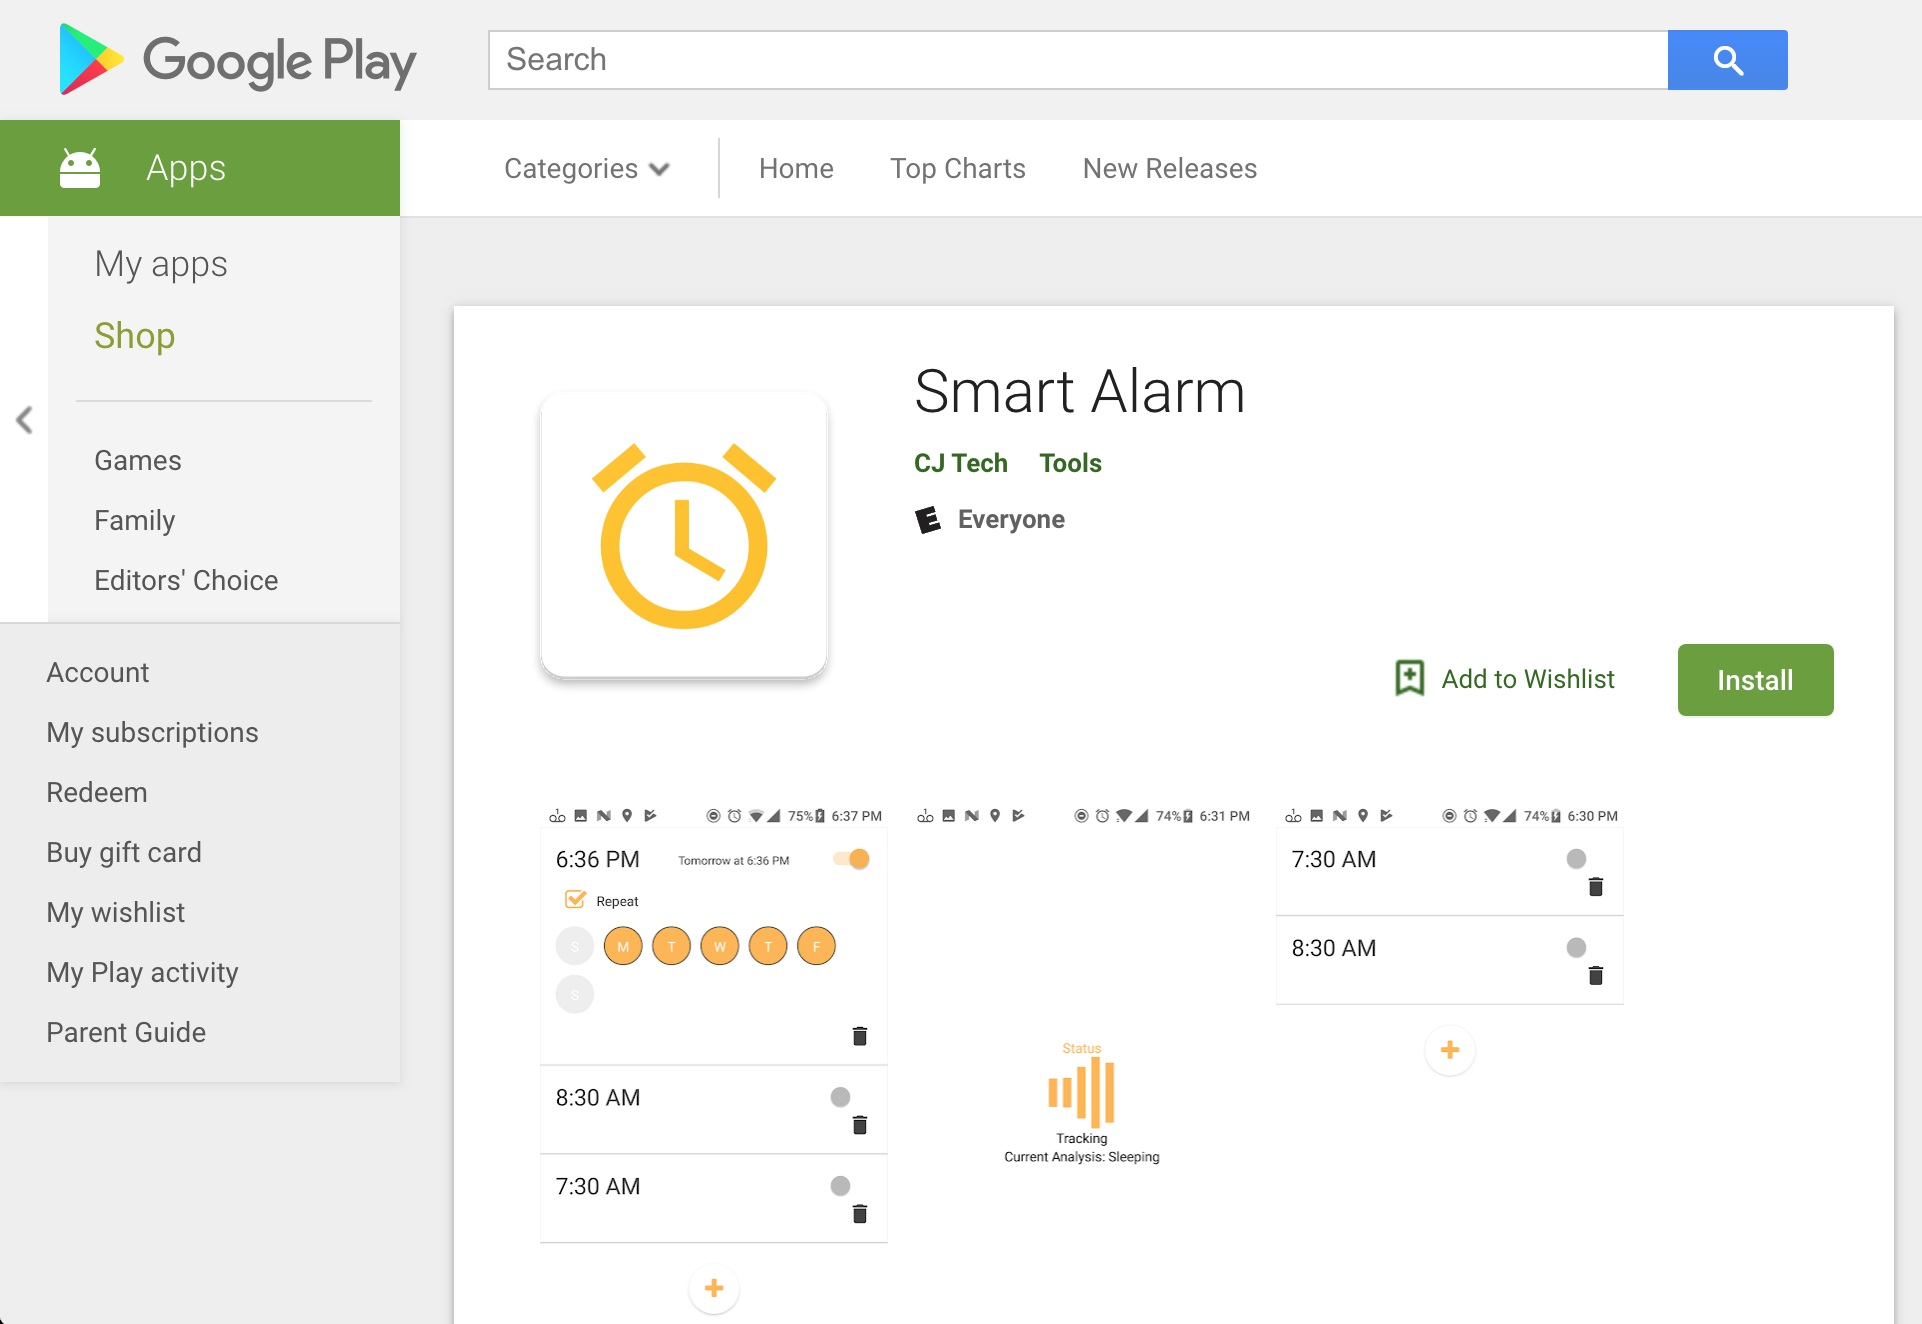 Google Play
Search
Apps
Categories
Home
Top Charts
New Releases
My apps
Shop
Games
Family
Editors' Choice
Account
My subscriptions
Redeem
Buy gift card
My wishlist
My Play activity
Parent Guide
Smart Alarm
CJ Tech Tools
E Everyone
Add to Wishlist
Install
75% 6:37 PM
6:36 PM Tomorrow at 6:36 PM
Repeat
S M T W T F
S
8:30 AM
7:30 AM
74% 6:31 PM
Status
Tracking
Current Analysis: Sleeping
74% 6:30 PM
7:30 AM
8:30 AM